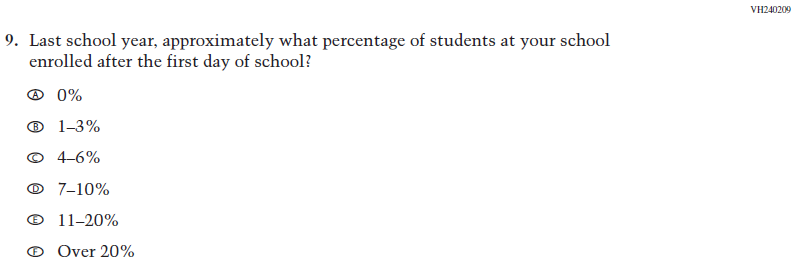 VH240209
9. Last school year, approximately what percentage of students at your school
enrolled after the first day of school?
A 0%
B 1–3%
C 4–6%
D 7–10%
E 11–20%
F Over 20%